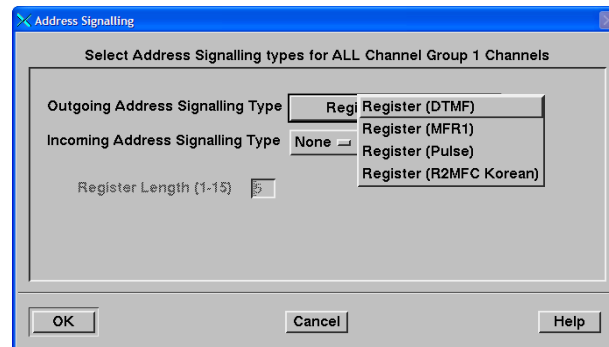 Address Signalling
Select Address Signalling types for ALL Channel Group 1 Channels
Outgoing Address Signalling Type Regi
Register (DTMF)
Register (MFR1)
Register (Pulse)
Register (R2MFC Korean)
Incoming Address Signalling Type None
Register Length (1-15) 5
OK Cancel Help